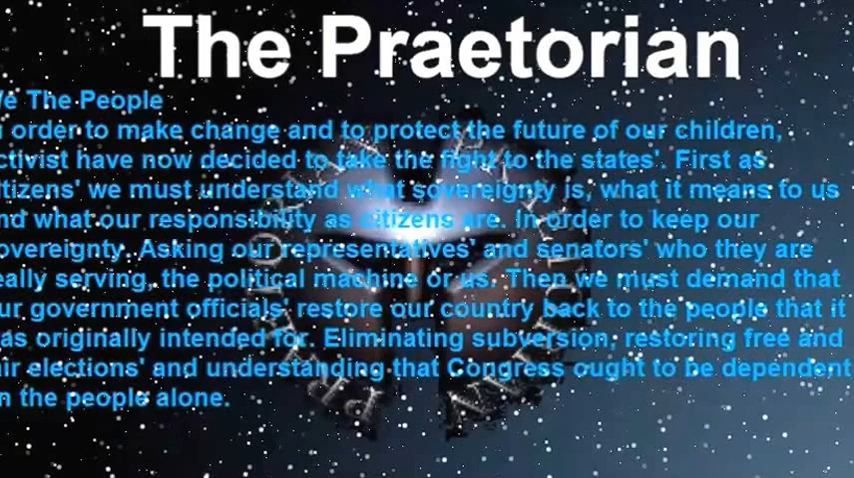 The Praetorian
We The People
n order to make change and to protect the future of our children,
ctivist have now decided to take the fight to the states'. First as
itizens' we must understand what sovereignty is, what it means to us
nd what our responsibility as citizens are. In order to keep our
overeignty. Asking our representatives' and senators' who they are
eally serving, the political machine or us. Then we must demand that
ur government officials' restore our country back to the people that it
as originally intended for. Eliminating subversion, restoring free and
air elections' and understanding that Congress ought to be dependent
n the people alone.
PRAETORIAN